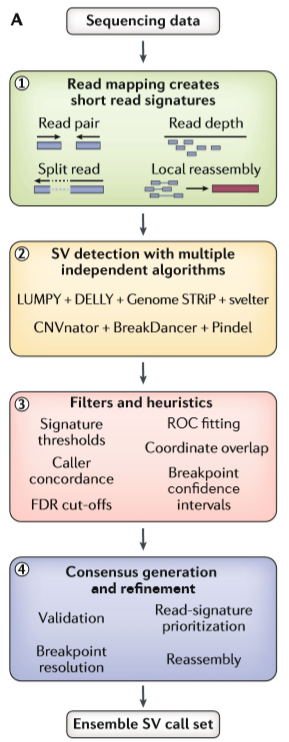 A
Sequencing data
1
Read mapping creates
short read signatures
Read pair
Read depth
Split read
Local reassembly
2
SV detection with multiple
independent algorithms
LUMPY + DELLY + Genome STRiP + svelter
CNVnator + BreakDancer + Pindel
3
Filters and heuristics
Signature
thresholds
Caller
concordance
FDR cut-offs
ROC fitting
Coordinate overlap
Breakpoint
confidence
intervals
4
Consensus generation
and refinement
Validation
Breakpoint
resolution
Read-signature
prioritization
Reassembly
Ensemble SV call set